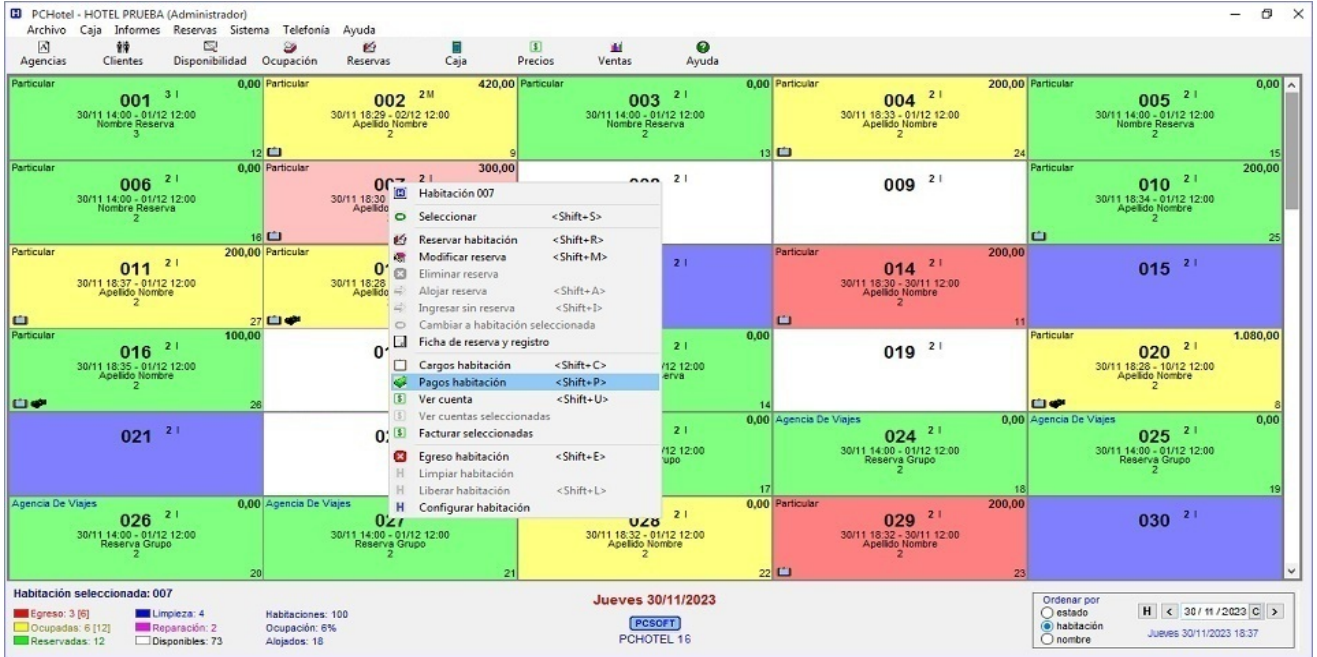 PCHotel - HOTEL PRUEBA (Administrador)
Archivo Caja Informes Reservas Sistema Telefonía Ayuda
Agencias Clientes Disponibilidad Ocupación Reservas Caja Precios Ventas Ayuda
Particular 0,00
001 3 I
30/11 14:00 - 01/12 12:00
Nombre Reserva
3
12
Particular 420,00
002 2 M
30/11 18:29 - 02/12 12:00
Apellido Nombre
2
9
Particular 0,00
003 2 I
30/11 14:00 - 01/12 12:00
Nombre Reserva
2
13
Particular 200,00
004 2 I
30/11 18:33 - 01/12 12:00
Apellido Nombre
2
24
Particular 0,00
005 2 I
30/11 14:00 - 01/12 12:00
Nombre Reserva
2
15
Particular 0,00
006 2 I
30/11 14:00 - 01/12 12:00
Nombre Reserva
2
16
Particular 300,00
2 I
30/11 18:30
2 I
009 2 I
Particular 200,00
010 2 I
30/11 18:34 - 01/12 12:00
Apellido Nombre
2
25
Particular 200,00
011 2 I
30/11 18:37 - 01/12 12:00
Apellido Nombre
2
27
Particular
30/11 18:28
2 I
Particular 200,00
014 2 I
30/11 18:30 - 30/11 12:00
Apellido Nombre
2
11
015 2 I
Particular 100,00
016 2 I
30/11 18:35 - 01/12 12:00
Apellido Nombre
2
26
0,00
2 I
12:00
14
019 2 I
Particular 1.080,00
020 2 I
30/11 18:28 - 10/12 12:00
Apellido Nombre
2
8
021 2 I
0,00
2 I
12:00
17
Agencia De Viajes 0,00
024 2 I
30/11 14:00 - 01/12 12:00
Reserva Grupo
2
18
Agencia De Viajes 0,00
025 2 I
30/11 14:00 - 01/12 12:00
Reserva Grupo
2
19
Agencia De Viajes 0,00
026 2 I
30/11 14:00 - 01/12 12:00
Reserva Grupo
2
20
Agencia De Viajes
027
30/11 14:00 - 01/12 12:00
Reserva Grupo
2
21
0,00
028 2 I
30/11 18:32 - 01/12 12:00
Apellido Nombre
2
22
Particular 200,00
029 2 I
30/11 18:32 - 30/11 12:00
Apellido Nombre
2
23
030 2 I
Habitación 007
Seleccionar <Shift+S>
Reservar habitación <Shift+R>
Modificar reserva <Shift+M>
Eliminar reserva
Alojar reserva <Shift+A>
Ingresar sin reserva <Shift+I>
Cambiar a habitación seleccionada
Ficha de reserva y registro
Cargos habitación <Shift+C>
Pagos habitación <Shift+P>
Ver cuenta <Shift+U>
Ver cuentas seleccionadas
Facturar seleccionadas
Egreso habitación <Shift+E>
Limpiar habitación
Liberar habitación <Shift+L>
Configurar habitación
Habitación seleccionada: 007
Egreso: 3 [6] Limpieza: 4 Habitaciones: 100
Ocupadas: 6 [12] Reparación: 2 Ocupación: 6%
Reservadas: 12 Disponibles: 73 Alojados: 18
Jueves 30/11/2023
PCSOFT
PCHOTEL 16
Ordenar por
estado
habitación
nombre
H < 30/ 11 /2023 C >
Jueves 30/11/2023 18:37